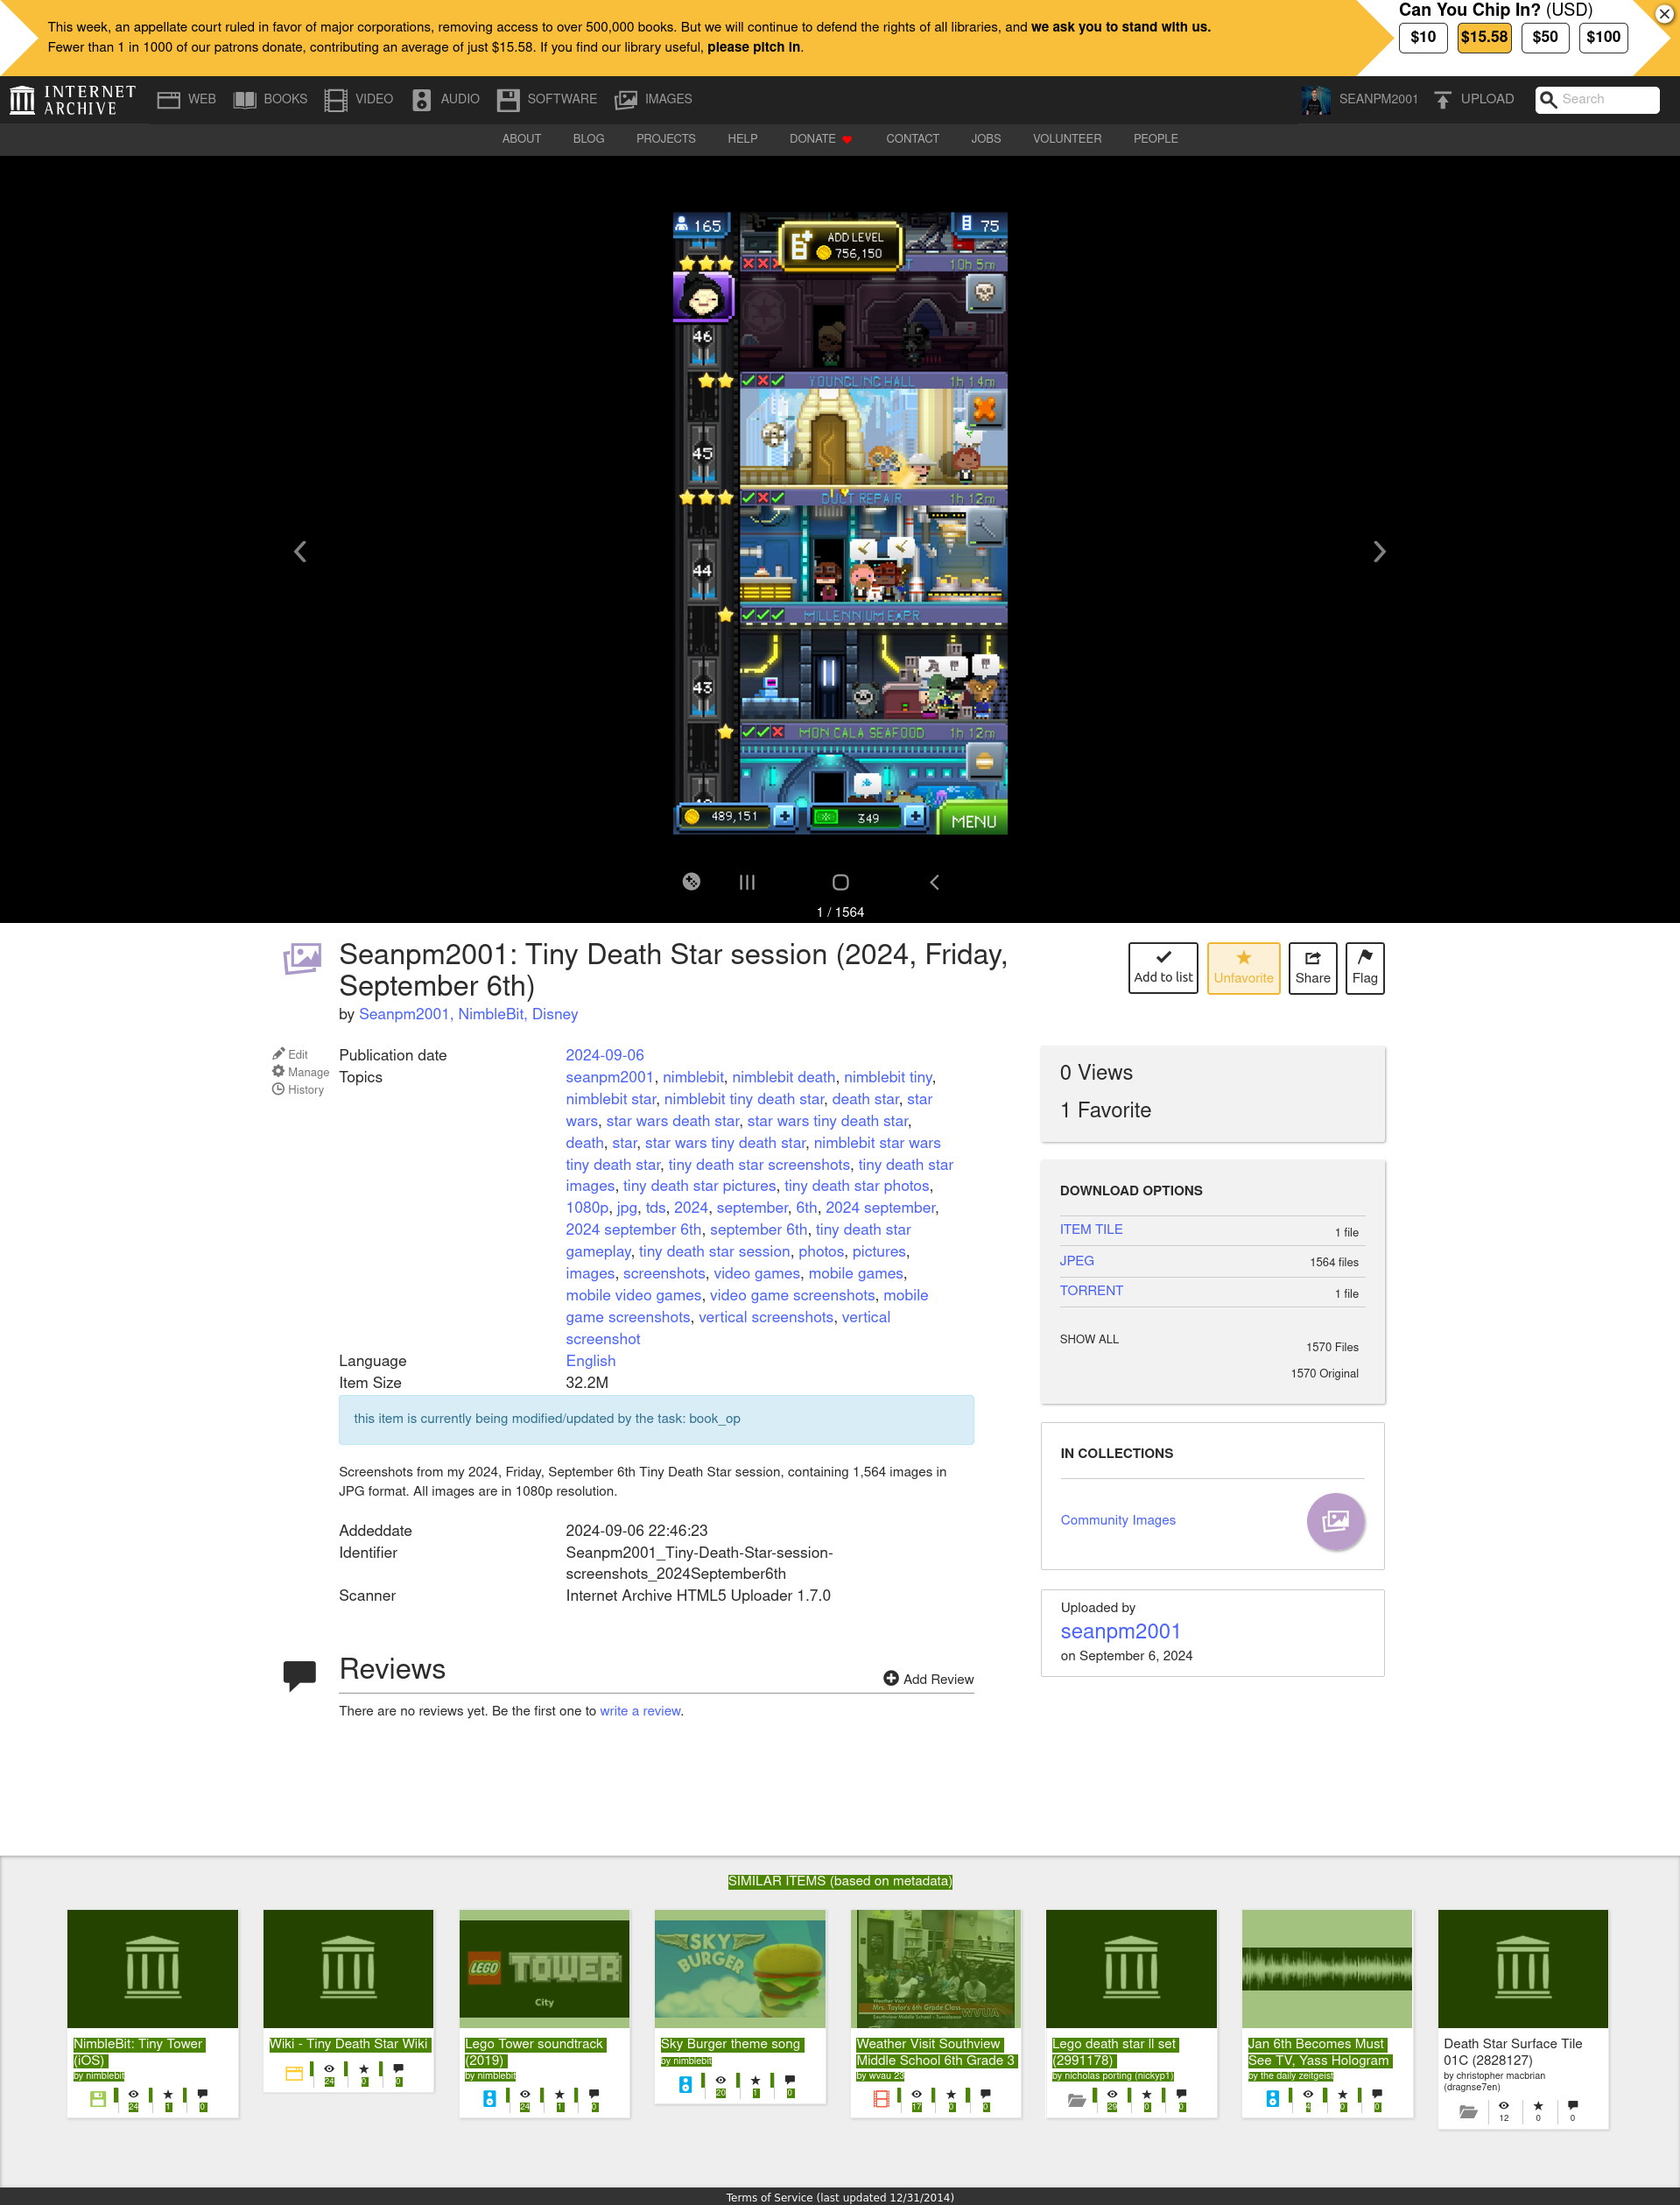 This week, an appellate court ruled in favor of major corporations, removing access to over 500,000 books. But we will continue to defend the rights of all libraries, and we ask you to stand with us.
Fewer than 1 in 1000 of our patrons donate, contributing an average of just $15.58. If you find our library useful, please pitch in.
Can You Chip In? (USD)
$10 $15.58 $50 $100
INTERNET ARCHIVE
WEB BOOKS VIDEO AUDIO SOFTWARE IMAGES SEANPM2001 UPLOAD Search
ABOUT BLOG PROJECTS HELP DONATE CONTACT JOBS VOLUNTEER PEOPLE
165
ADD LEVEL
756,150
75
10h 5m
46
YOUNGLING HALL 1h 14m
45
DUCT REPAIR 1h 12m
44
MILLENNIUM EXPR
43
MON CALA SEAFOOD 1h 12m
489,151 349 MENU
1 / 1564
Seanpm2001: Tiny Death Star session (2024, Friday,
September 6th)
by Seanpm2001, NimbleBit, Disney
Add to list
Unfavorite
Share
Flag
Edit
Manage
History
Publication date 2024-09-06
Topics seanpm2001, nimblebit, nimblebit death, nimblebit tiny,
nimblebit star, nimblebit tiny death star, death star, star
wars, star wars death star, star wars tiny death star,
death, star, star wars tiny death star, nimblebit star wars
tiny death star, tiny death star screenshots, tiny death star
images, tiny death star pictures, tiny death star photos,
1080p, jpg, tds, 2024, september, 6th, 2024 september,
2024 september 6th, september 6th, tiny death star
gameplay, tiny death star session, photos, pictures,
images, screenshots, video games, mobile games,
mobile video games, video game screenshots, mobile
game screenshots, vertical screenshots, vertical
screenshot
Language English
Item Size 32.2M
this item is currently being modified/updated by the task: book_op
Screenshots from my 2024, Friday, September 6th Tiny Death Star session, containing 1,564 images in
JPG format. All images are in 1080p resolution.
Addeddate 2024-09-06 22:46:23
Identifier Seanpm2001_Tiny-Death-Star-session-
screenshots_2024September6th
Scanner Internet Archive HTML5 Uploader 1.7.0
Reviews
Add Review
There are no reviews yet. Be the first one to write a review.
0 Views
1 Favorite
DOWNLOAD OPTIONS
ITEM TILE 1 file
JPEG 1564 files
TORRENT 1 file
SHOW ALL 1570 Files
1570 Original
IN COLLECTIONS
Community Images
Uploaded by
seanpm2001
on September 6, 2024
SIMILAR ITEMS (based on metadata)
NimbleBit: Tiny Tower
(iOS)
by nimblebit
24 1 0
Wiki - Tiny Death Star Wiki
24 0 0
LEGO TOWER
City
Lego Tower soundtrack
(2019)
by nimblebit
24 1 0
SKY BURGER
Sky Burger theme song
by nimblebit
20 1 0
Weather Visit
Mrs. Taylor's 6th Grade Class
Southview Middle School - Tuscaloosa
WVUA
Weather Visit Southview
Middle School 6th Grade 3
by wvau 23
17 0 0
Lego death star ll set
(2991178)
by nicholas porting (nickyp1)
29 0 0
Jan 6th Becomes Must
See TV, Yass Hologram
by the daily zeitgeist
4 0 0
Death Star Surface Tile
01C (2828127)
by christopher macbrian
(dragnse7en)
12 0 0
Terms of Service (last updated 12/31/2014)